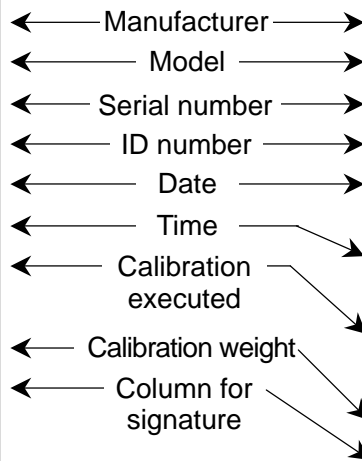 Manufacturer
Model
Serial number
ID number
Date
Time
Calibration
executed
Calibration weight
Column for
signature